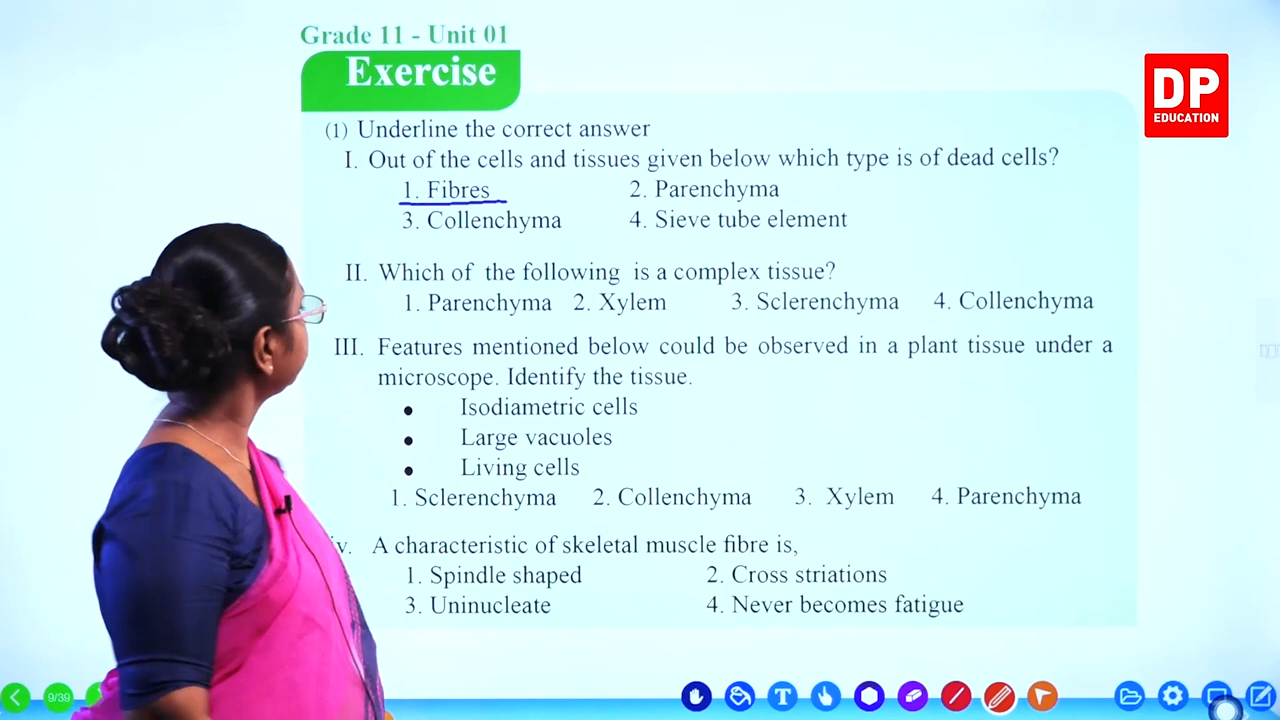 Grade 11 - Unit 01
Exercise
DP
EDUCATION
(1) Underline the correct answer
I. Out of the cells and tissues given below which type is of dead cells?
1. Fibres 2. Parenchyma
3. Collenchyma 4. Sieve tube element
II. Which of the following is a complex tissue?
1. Parenchyma 2. Xylem 3. Sclerenchyma 4. Collenchyma
III. Features mentioned below could be observed in a plant tissue under a
microscope. Identify the tissue.
• Isodiametric cells
• Large vacuoles
• Living cells
1. Sclerenchyma 2. Collenchyma 3. Xylem 4. Parenchyma
iv. A characteristic of skeletal muscle fibre is,
1. Spindle shaped 2. Cross striations
3. Uninucleate 4. Never becomes fatigue
9/39
T